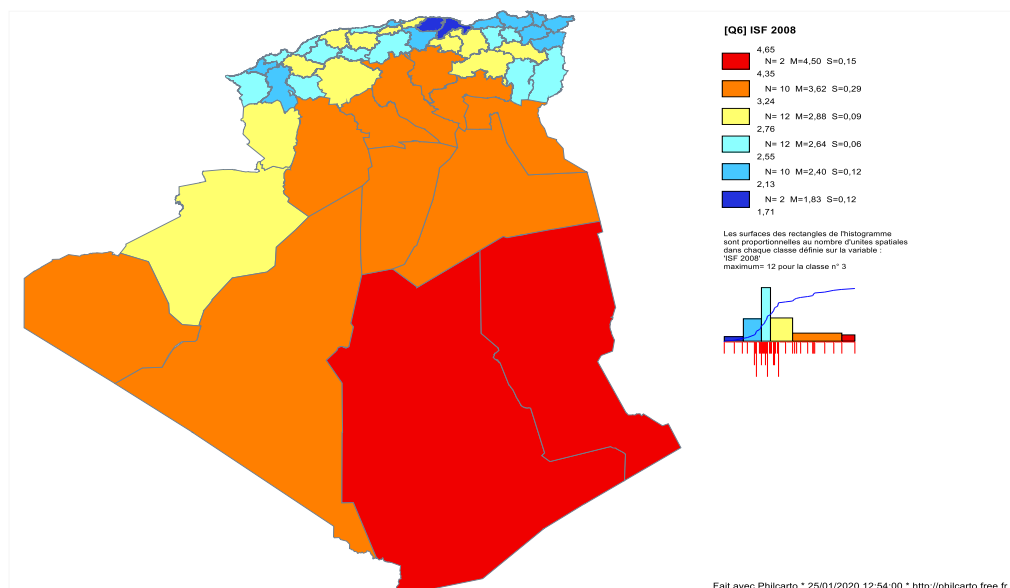 [Q6] ISF 2008
4,65
N= 2 M=4,50 S=0,15
4,35
N= 10 M=3,62 S=0,29
3,24
N= 12 M=2,88 S=0,09
2,76
N= 12 M=2,64 S=0,06
2,55
N= 10 M=2,40 S=0,12
2,13
N= 2 M=1,83 S=0,12
1,71
Les surfaces des rectangles de l'histogramme
sont proportionnelles au nombre d'unites spatiales
dans chaque classe définie sur la variable :
'ISF 2008'
maximum= 12 pour la classe n° 3
Fait avec Philcarto * 25/01/2020 12:54:00 * http://philcarto.free.fr